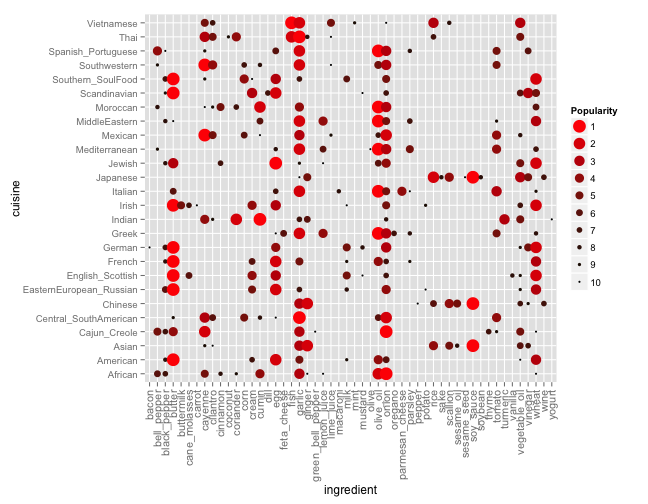 Vietnamese
Thai
Spanish_Portuguese
Southwestern
Southern_SoulFood
Scandinavian
Moroccan
MiddleEastern
Mexican
Mediterranean
Jewish
Japanese
Italian
Irish
Indian
Greek
German
French
English_Scottish
EasternEuropean_Russian
Chinese
Central_SouthAmerican
Cajun_Creole
Asian
American
African
cuisine
bacon
bell_pepper
black_pepper
butter
buttermilk
cane_molasses
carrot
cayenne
cilantro
cinnamon
coconut
coriander
corn
cream
cumin
dill
egg
feta_cheese
fish
garlic
ginger
green_bell_pepper
lemon_juice
lime_juice
macaroni
milk
mint
mustard
olive
olive_oil
onion
oregano
parmesan_cheese
parsley
pepper
potato
rice
sake
scallion
sesame_oil
sesame_seed
soy_sauce
soybean
thyme
tomato
turmeric
vanilla
vegetable_oil
vinegar
wheat
wine
yogurt
ingredient
Popularity
1
2
3
4
5
6
7
8
9
10